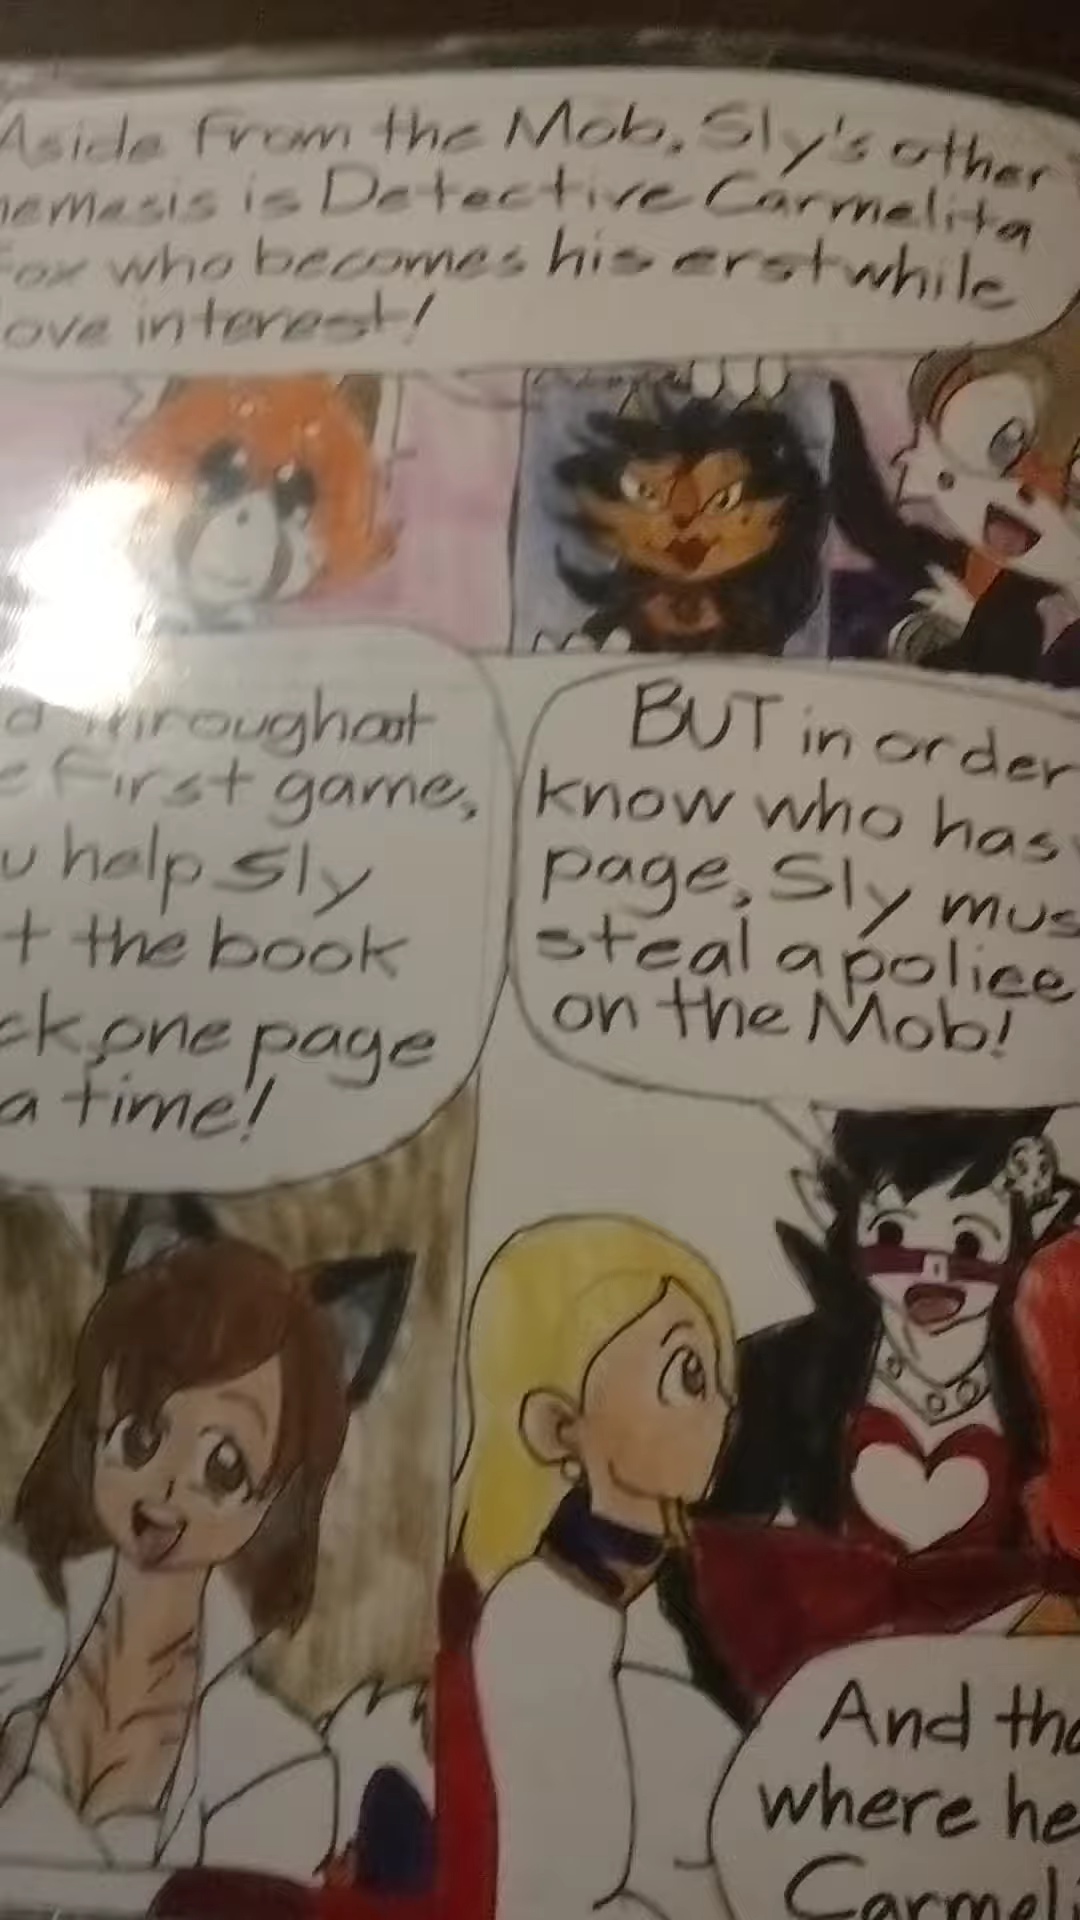 Aside from the Mob, Sly's other
nemesis is Detective Carmelita
Fox who becomes his erstwhile
love interest!
throughout
first game,
help Sly
the book
one page
a time!
BUT in order
know who has
page, Sly
steal a police
on the Mob!
And
where he